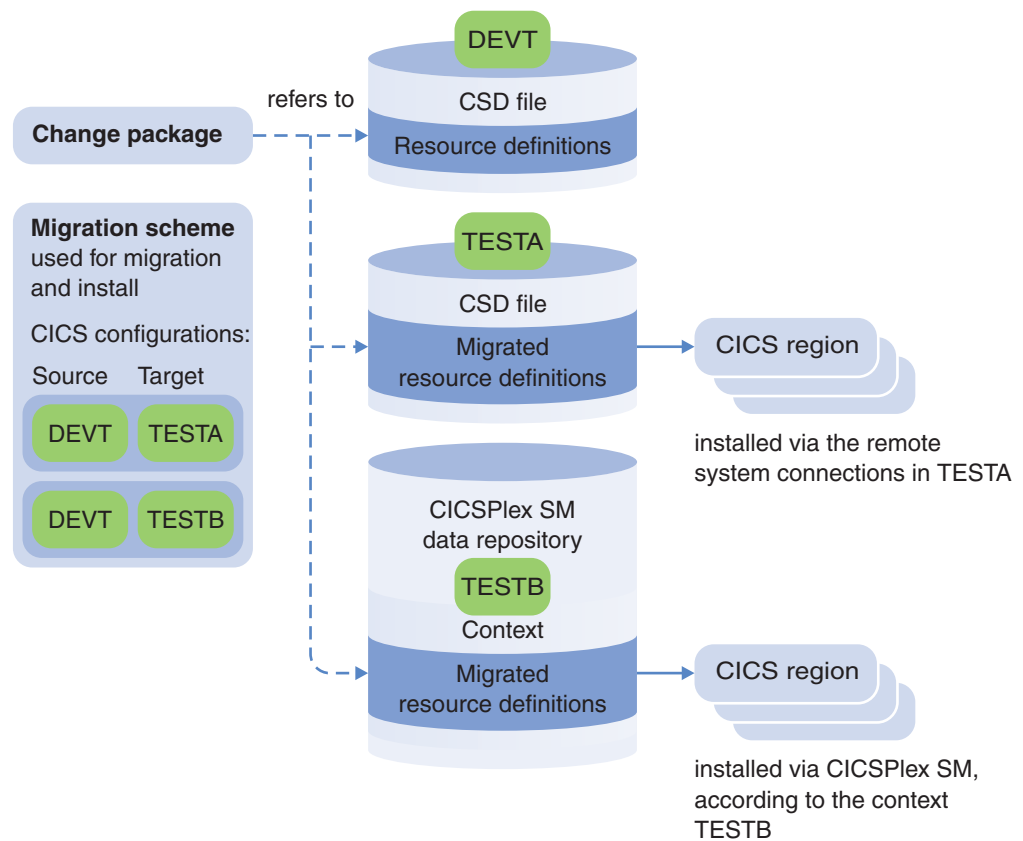 DEVT
refers to
CSD file
Change package
Resource definitions
Migration scheme
used for migration
and install
CICS configurations:
Source Target
DEVT TESTA
DEVT TESTB
TESTA
CSD file
Migrated
resource definitions
CICS region
installed via the remote
system connections in TESTA
CICSPlex SM
data repository
TESTB
Context
Migrated
resource definitions
CICS region
installed via CICSPlex SM,
according to the context
TESTB